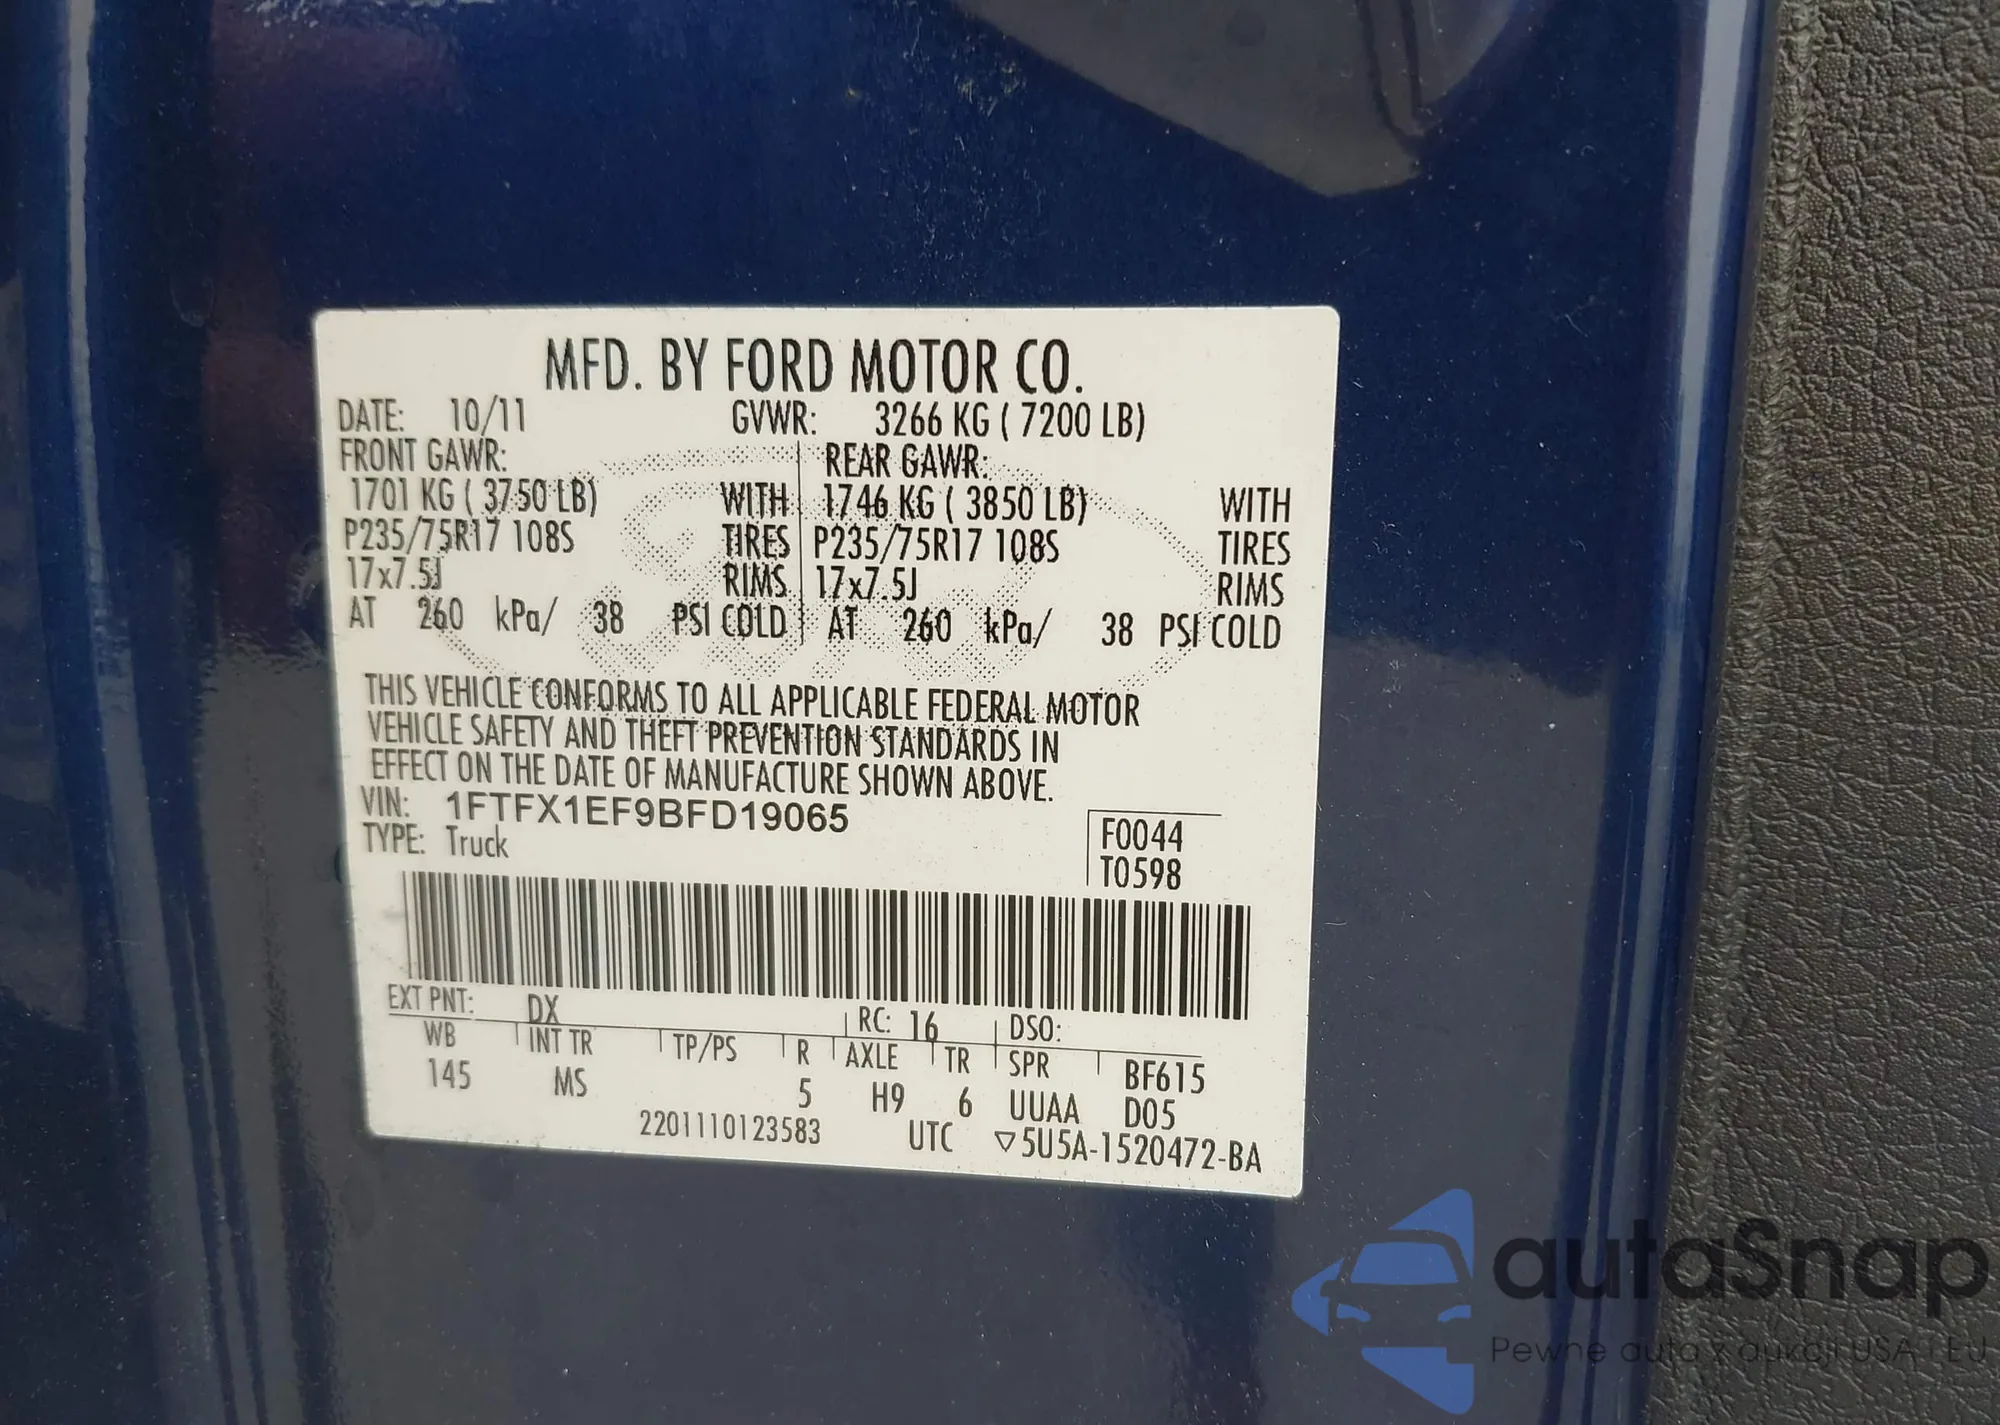 MFD. BY FORD MOTOR CO.
DATE: 10/11 GVWR: 3266 KG ( 7200 LB)
FRONT GAWR: REAR GAWR:
1701 KG ( 3750 LB) WITH 1746 KG ( 3850 LB) WITH
P235/75R17 108S TIRES P235/75R17 108S TIRES
17x7.5J RIMS 17x7.5J RIMS
AT 260 kPa/ 38 PSI COLD AT 260 kPa/ 38 PSI COLD
THIS VEHICLE CONFORMS TO ALL APPLICABLE FEDERAL MOTOR
VEHICLE SAFETY AND THEFT PREVENTION STANDARDS IN
EFFECT ON THE DATE OF MANUFACTURE SHOWN ABOVE.
VIN: 1FTFX1EF9BFD19065 F0044
TYPE: Truck T0598
EXT PNT: DX RC: 16 DSO:
WB INT TR TP/PS R AXLE TR SPR BF615
145 MS 5 H9 6 UUAA D05
2201110123583 UTC ▽5U5A-1520472-BA
autaSnap
Pewne auta z aukcji USA i EU